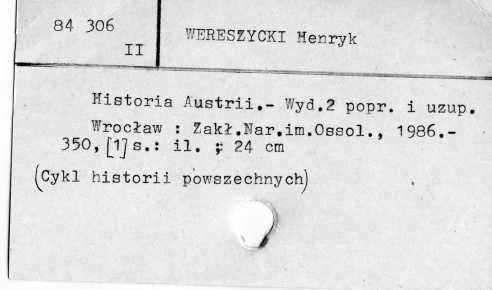 84 306
II
WERESZYCKI Henryk
Historia Austrii.- Wyd.2 popr. i uzup.
Wrocław : Zakł.Nar.im.Ossol., 1986.-
350,[1]s.: il. ; 24 cm
(Cykl historii powszechnych)